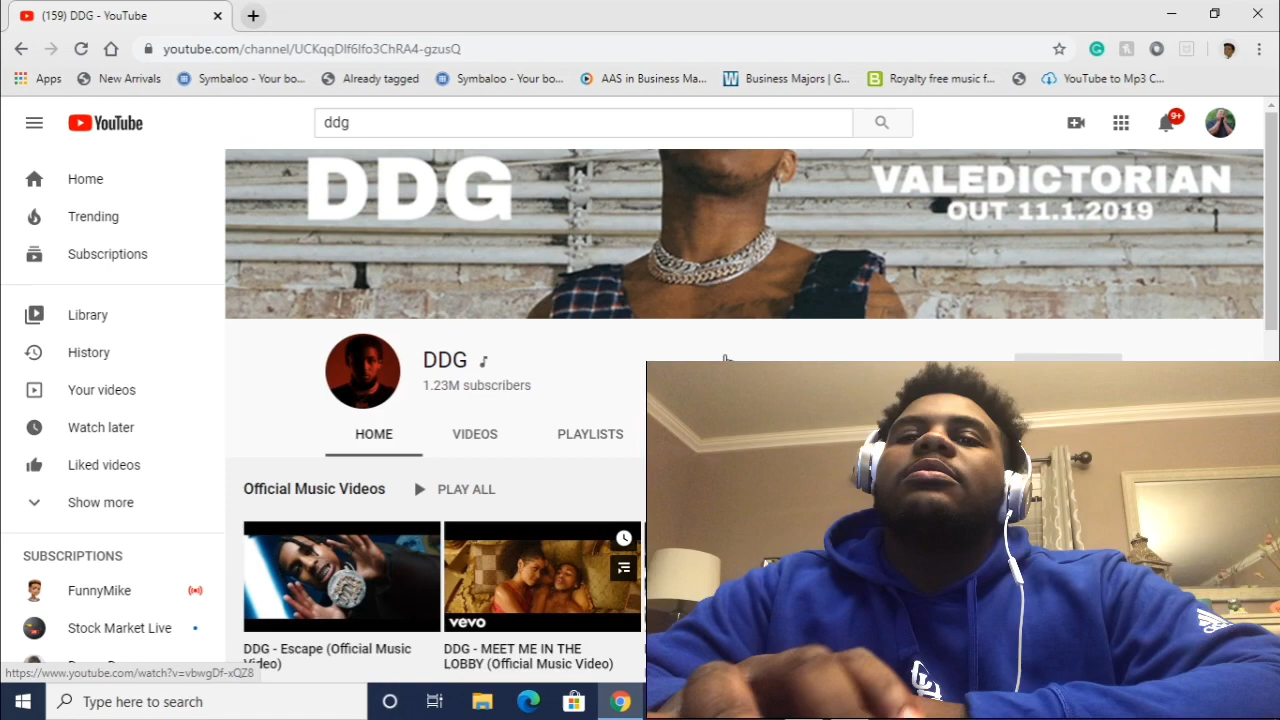 (159) DDG - YouTube
youtube.com/channel/UCKqqDlf6lfo3ChRA4-gzusQ
Apps
New Arrivals
Symbaloo - Your bo...
Already tagged
Symbaloo - Your bo...
AAS in Business Ma...
W
Business Majors | G...
B
Royalty free music f...
YouTube to Mp3 C...
YouTube
ddg
9+
DDG
VALEDICTORIAN
OUT 11.1.2019
Home
Trending
Subscriptions
Library
History
Your videos
Watch later
Liked videos
Show more
SUBSCRIPTIONS
FunnyMike
Stock Market Live
DDG
1.23M subscribers
HOME
VIDEOS
PLAYLISTS
Official Music Videos
PLAY ALL
vevo
DDG - Escape (Official Music
Video)
DDG - MEET ME IN THE
LOBBY (Official Music Video)
https://www.youtube.com/watch?v=vbwgDf-xQZ8
Type here to search